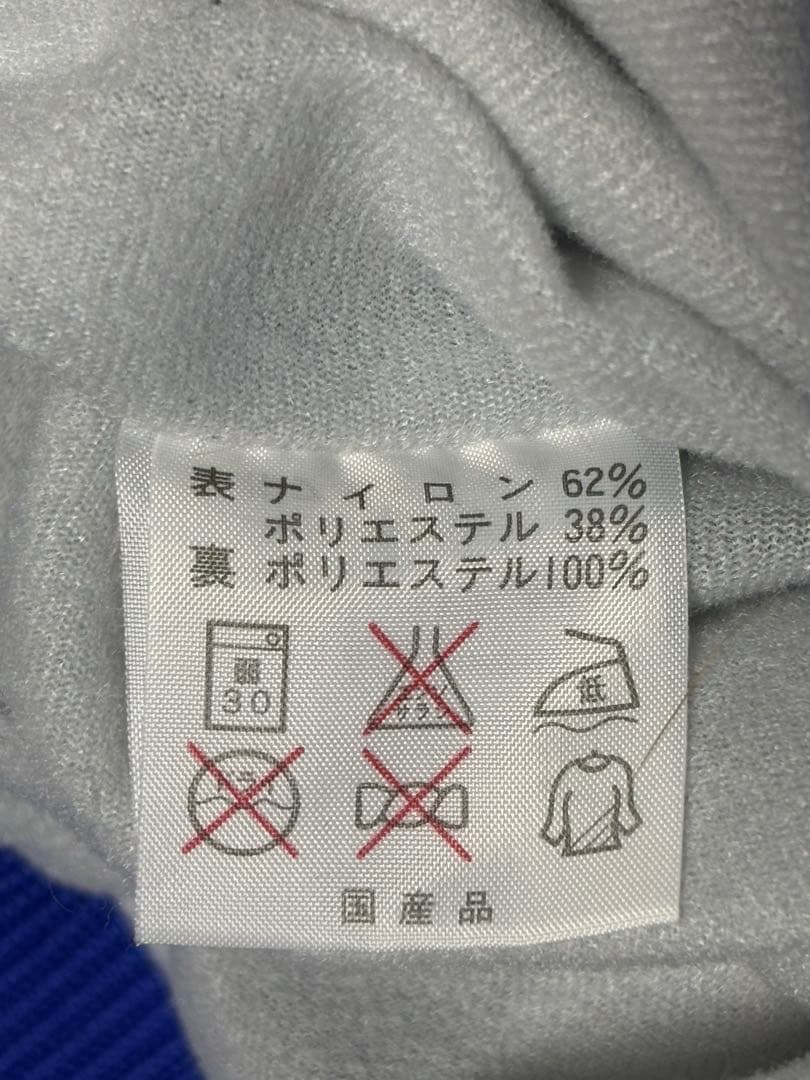 表 ナイロン 62%
ポリエステル 38%
裏 ポリエステル100%
弱
30
低
国産品